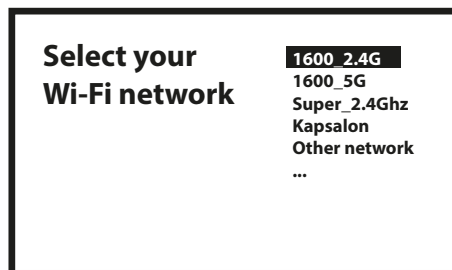 Select your
Wi-Fi network
1600_2.4G
1600_5G
Super_2.4Ghz
Kapsalon
Other network
...